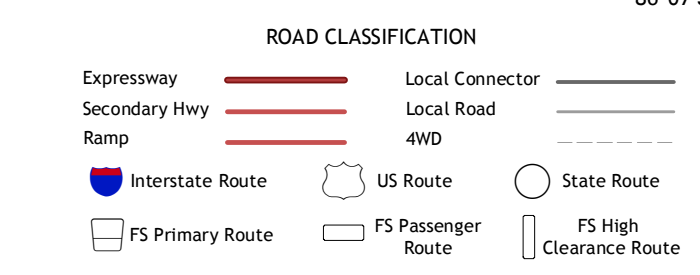 ROAD CLASSIFICATION
Expressway
Local Connector
Secondary Hwy
Local Road
Ramp
4WD
Interstate Route
US Route
State Route
FS Primary Route
FS Passenger
Route
FS High
Clearance Route